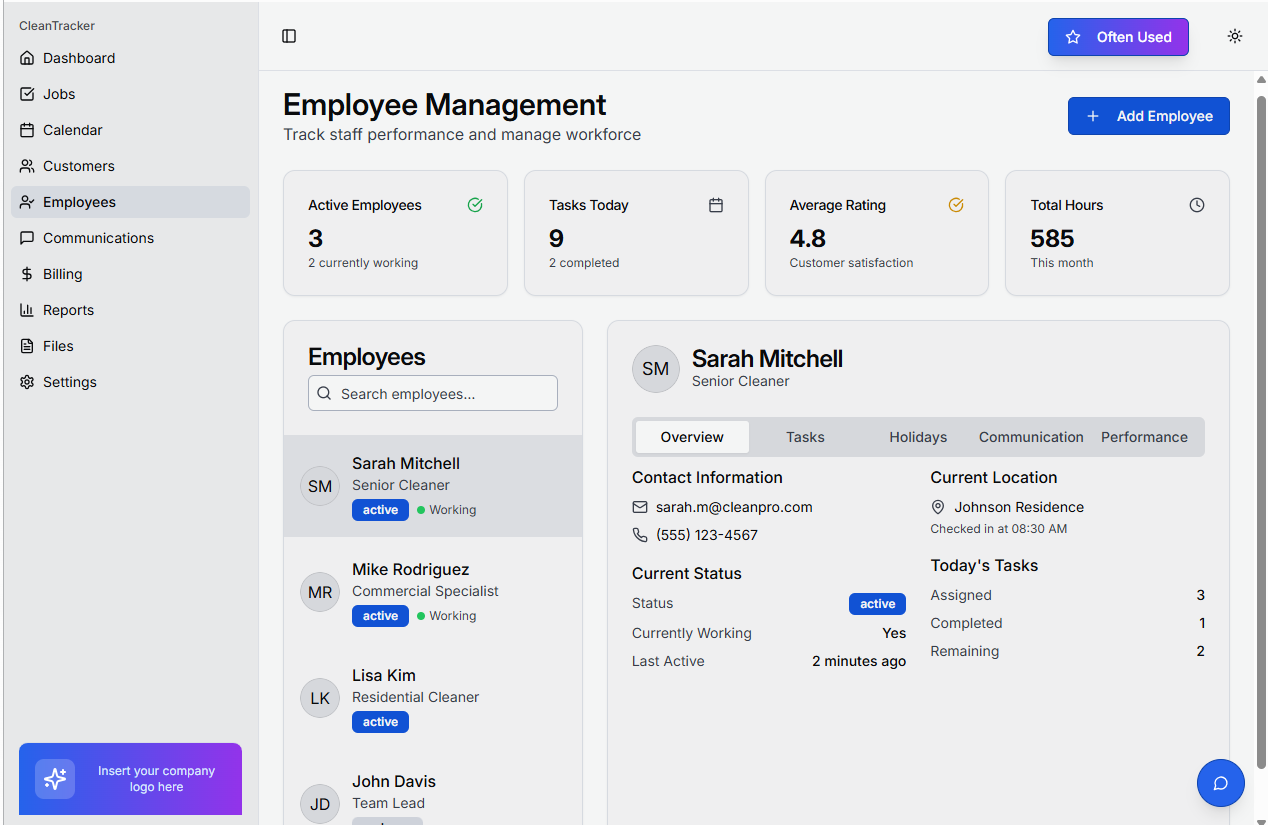 CleanTracker
Dashboard
Jobs
Calendar
Customers
Employees
Communications
Billing
Reports
Files
Settings
Insert your company
logo here
Often Used
Employee Management
Track staff performance and manage workforce
Add Employee
Active Employees
3
2 currently working
Tasks Today
9
2 completed
Average Rating
4.8
Customer satisfaction
Total Hours
585
This month
Employees
Search employees...
SM
Sarah Mitchell
Senior Cleaner
active Working
MR
Mike Rodriguez
Commercial Specialist
active Working
LK
Lisa Kim
Residential Cleaner
active
JD
John Davis
Team Lead
SM
Sarah Mitchell
Senior Cleaner
Overview Tasks Holidays Communication Performance
Contact Information
sarah.m@cleanpro.com
(555) 123-4567
Current Status
Status active
Currently Working Yes
Last Active 2 minutes ago
Current Location
Johnson Residence
Checked in at 08:30 AM
Today's Tasks
Assigned 3
Completed 1
Remaining 2